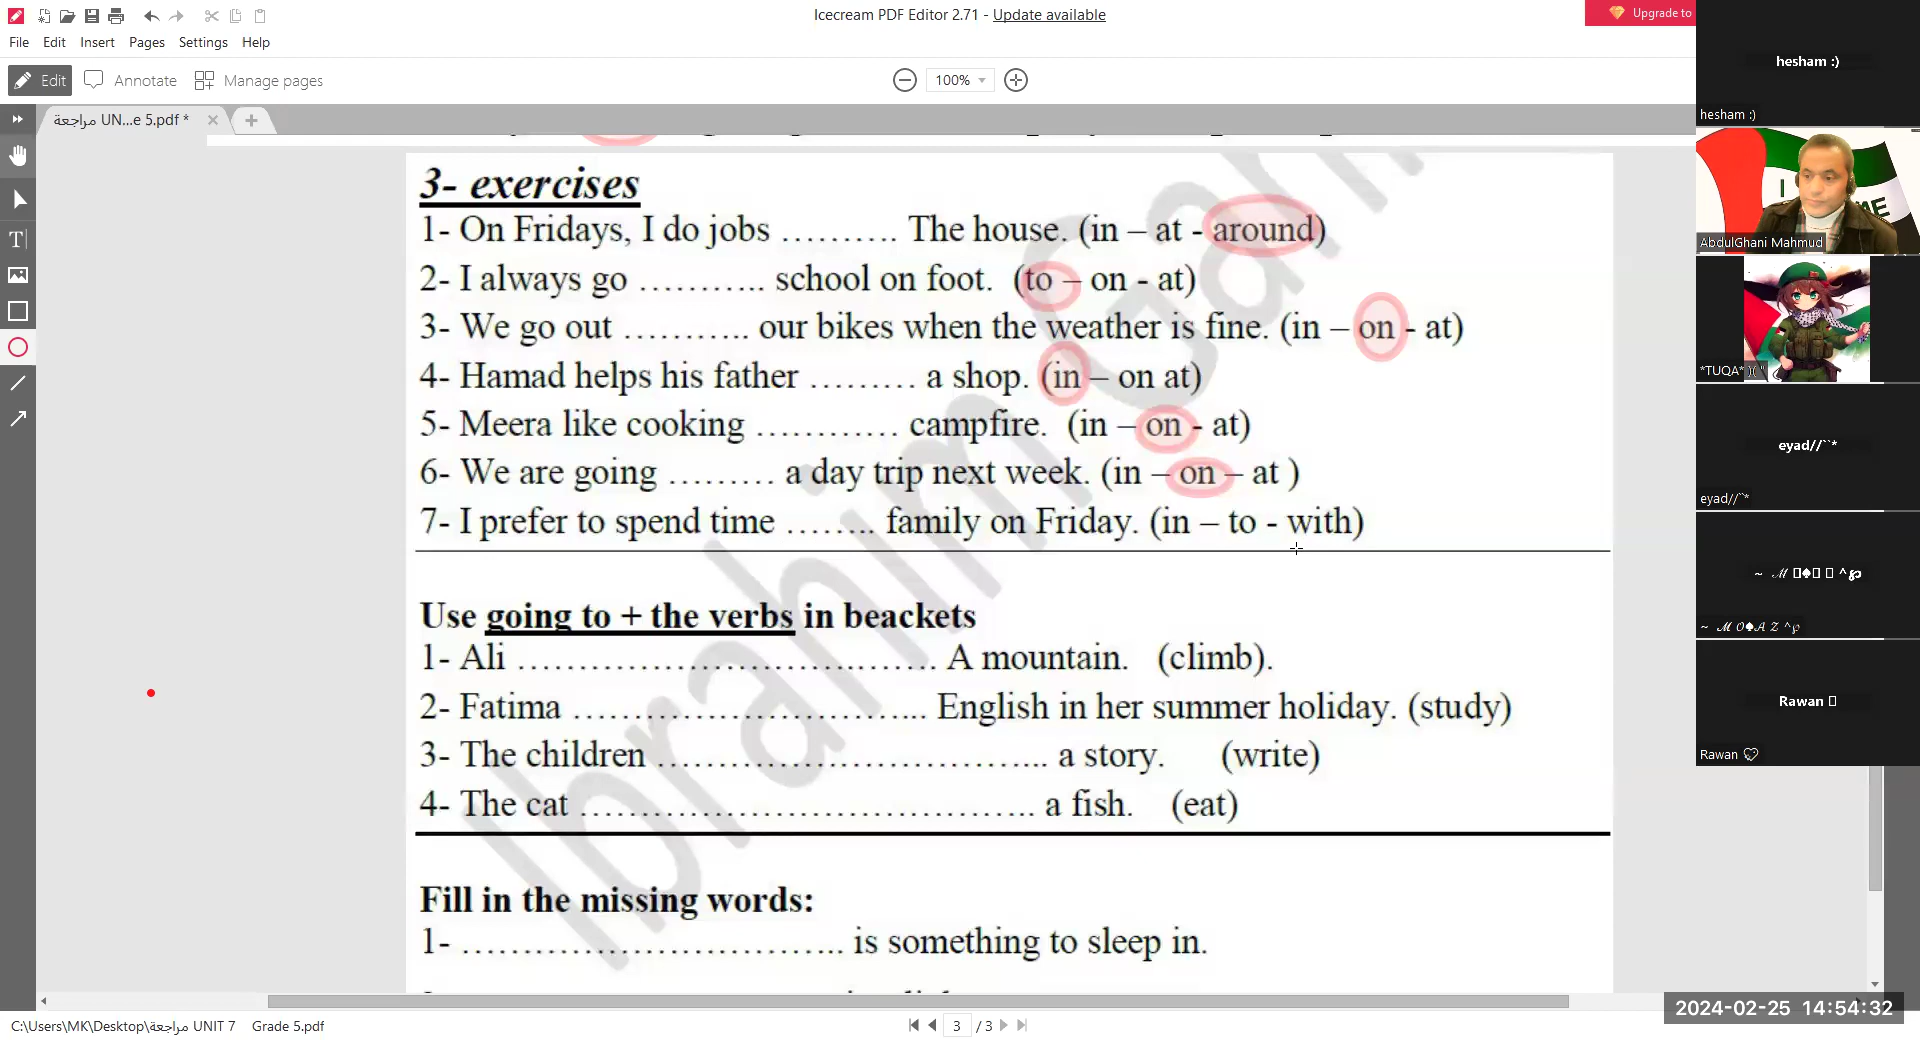 Icecream PDF Editor 2.71 - Update available
Upgrade to
File Edit Insert Pages Settings Help
Edit Annotate Manage pages
100%
مراجعة UN...e 5.pdf *
3- exercises
1- On Fridays, I do jobs ………. The house. (in – at - around)
2- I always go ……….. school on foot. (to – on - at)
3- We go out ………… our bikes when the weather is fine. (in – on - at)
4- Hamad helps his father ……… a shop. (in – on at)
5- Meera like cooking ………… campfire. (in – on - at)
6- We are going ……… a day trip next week. (in – on – at )
7- I prefer to spend time …….. family on Friday. (in – to - with)
Use going to + the verbs in beackets
1- Ali ………………………….……. A mountain. (climb).
2- Fatima …………………………….. English in her summer holiday. (study)
3- The children ………………………………... a story. (write)
4- The cat …………………………………….. a fish. (eat)
Fill in the missing words:
1- ……………………………….. is something to sleep in.
Ibrahim Gani
hesham :)
hesham :)
I
ME
AbdulGhani Mahmud
*TUQA*
eyad//``*
eyad//``*
Rawan
Rawan
2024-02-25 14:54:32
C:\Users\MK\Desktop\مراجعة UNIT 7 Grade 5.pdf
3 / 3